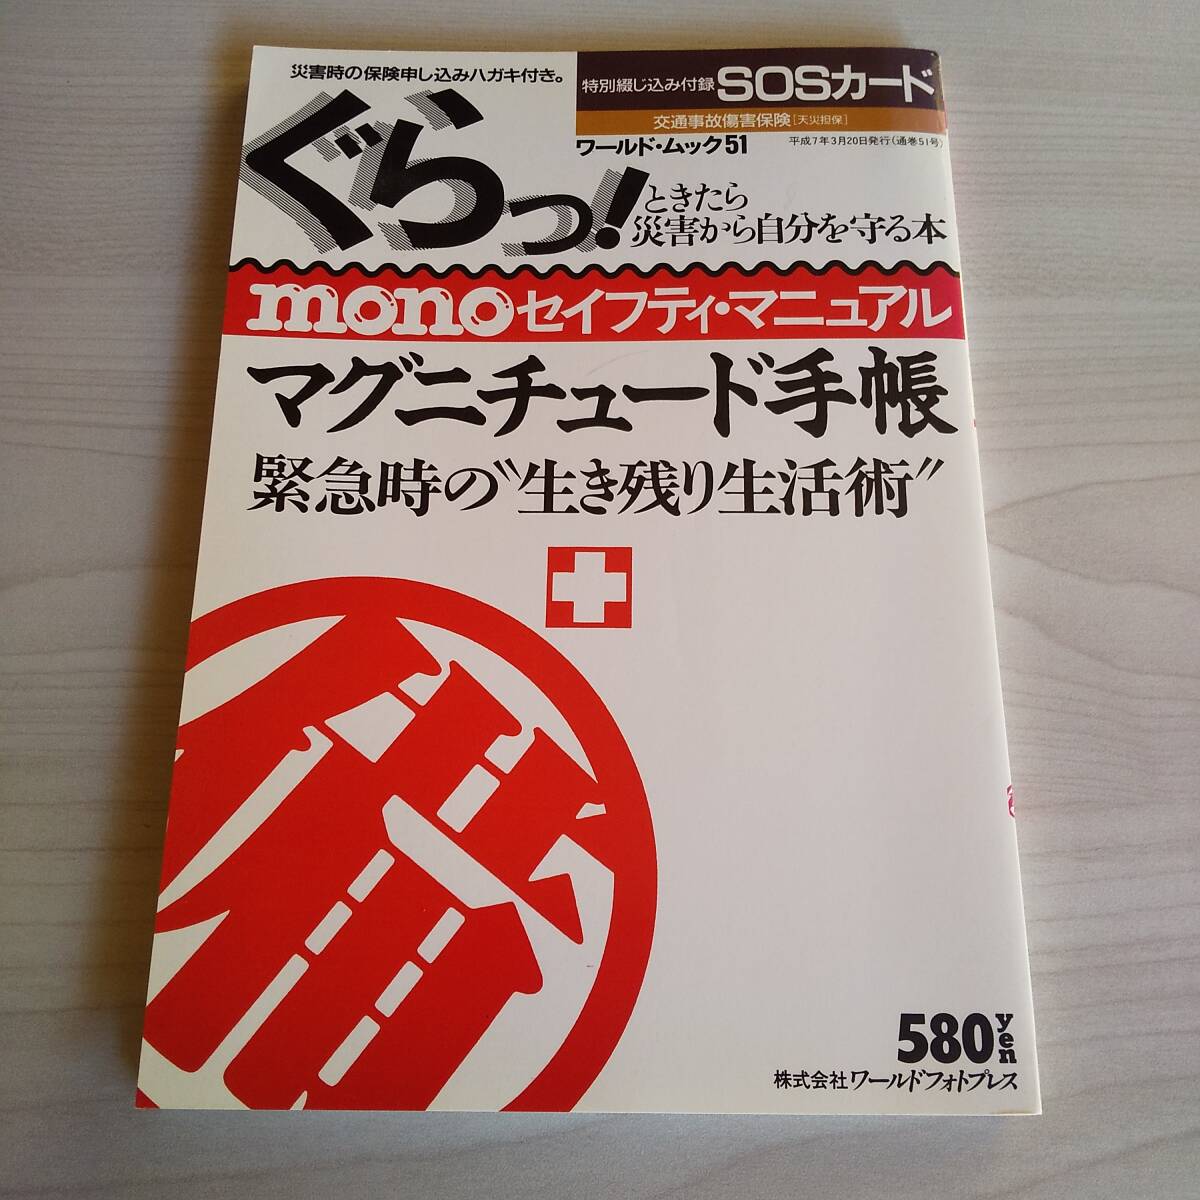 災害時の保険申し込みハガキ付き。
特別綴じ込み付録 SOSカード
交通事故傷害保険[天災担保]
ワールド・ムック51
平成7年3月20日発行(通巻51号)
ぐらっ!
ときたら
災害から自分を守る本
monoセイフティ・マニュアル
マグニチュード手帳
緊急時の〝生き残り生活術〟
580yen
株式会社ワールドフォトプレス